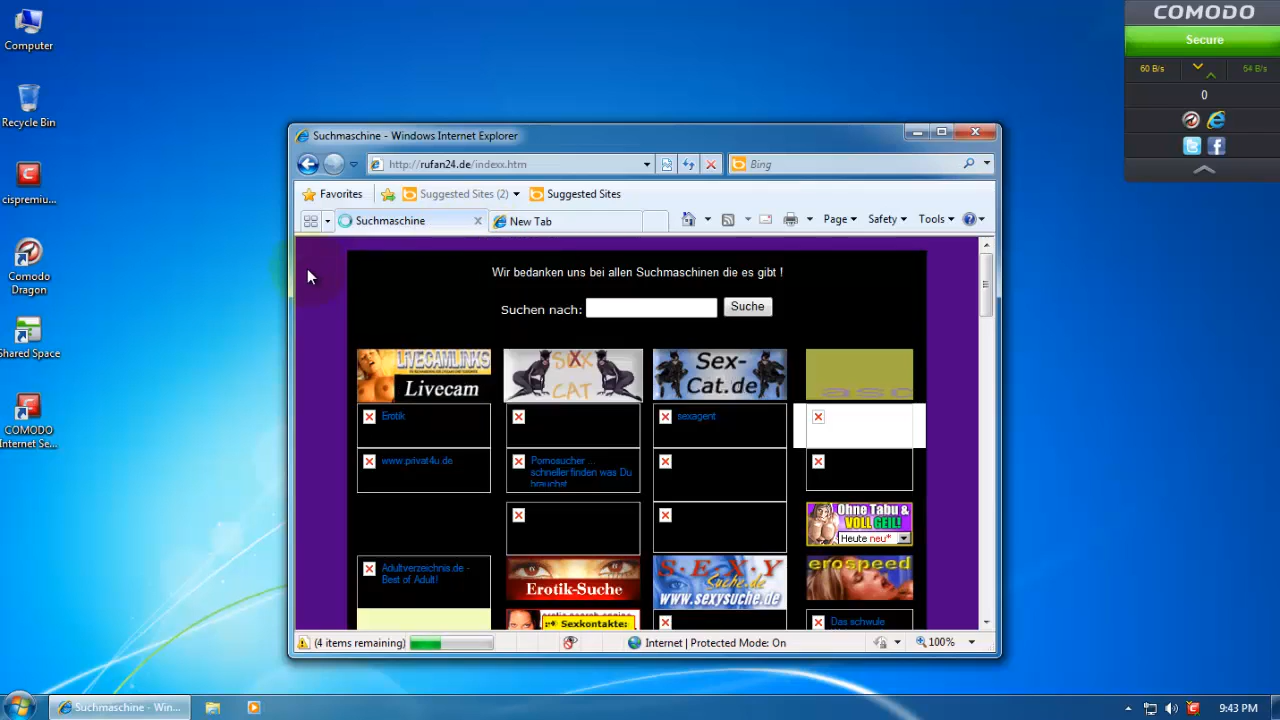 Computer
Recycle Bin
cispremiu...
Comodo
Dragon
Shared Space
COMODO
Internet Se...
COMODO
Secure
60 B/s
54 B/s
0
Suchmaschine - Windows Internet Explorer
http://rufan24.de/indexx.htm
Bing
Favorites
Suggested Sites (2)
Suggested Sites
Suchmaschine
New Tab
Page
Safety
Tools
Wir bedanken uns bei allen Suchmaschinen die es gibt !
Suchen nach:
Suche
LIVECAMLINKS
Livecam
SEX
CAT
Sex-
Cat.de
Erotik
sexagent
www.privat4u.de
Pornosucher ...
schneller finden was Du
brauchst
Ohne Tabu &
VOLL GEIL!
Heute neu*
Adultverzeichnis.de -
Best of Adult!
Erotik-Suche
S·E·X·Y
Suche.de
www.sexysuche.de
erospeed
Sexkontakte:
Das schwule
(4 items remaining)
Internet | Protected Mode: On
100%
Suchmaschine - Win...
9:43 PM